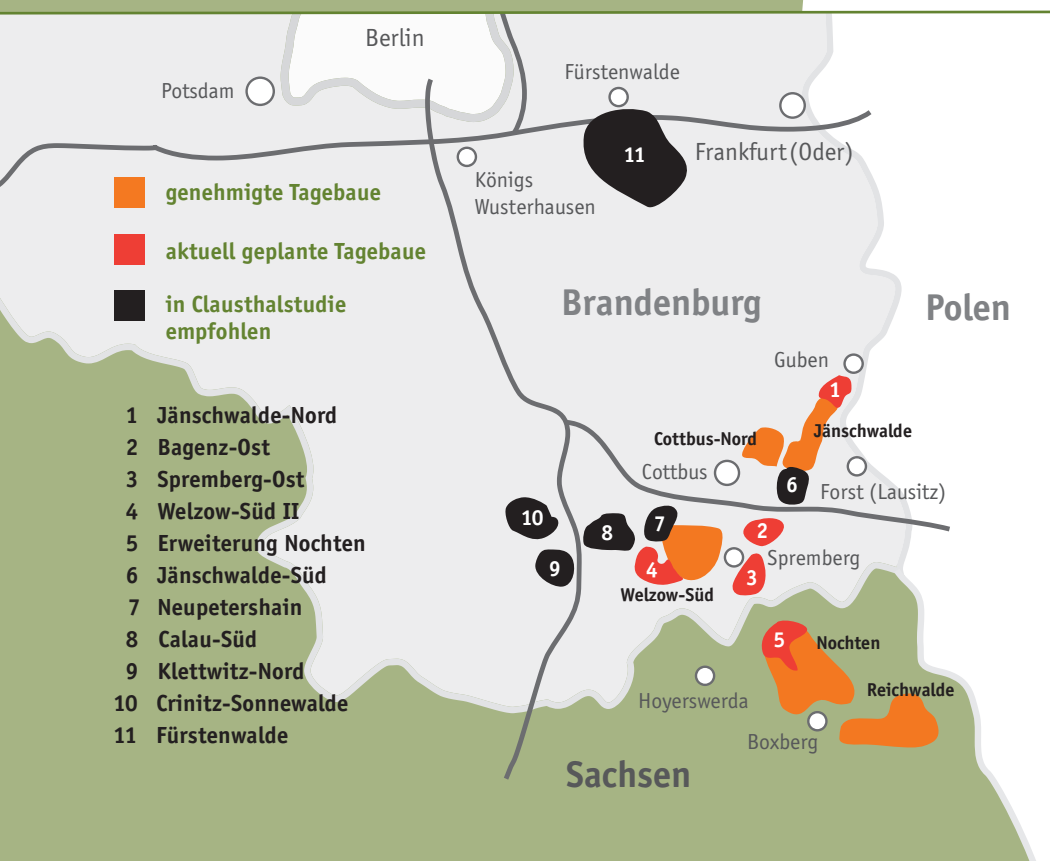 Berlin
Potsdam
Fürstenwalde
Frankfurt (Oder)
11
Königs
Wusterhausen
genehmigte Tagebaue
aktuell geplante Tagebaue
in Clausthalstudie
empfohlen
Brandenburg
Polen
Guben
1
Cottbus-Nord
Jänschwalde
Cottbus
6
Forst (Lausitz)
10
8
7
2
9
4
3
Spremberg
Welzow-Süd
1 Jänschwalde-Nord
2 Bagenz-Ost
3 Spremberg-Ost
4 Welzow-Süd II
5 Erweiterung Nochten
6 Jänschwalde-Süd
7 Neupetershain
8 Calau-Süd
9 Klettwitz-Nord
10 Crinitz-Sonnewalde
11 Fürstenwalde
5
Nochten
Reichwalde
Hoyerswerda
Boxberg
Sachsen